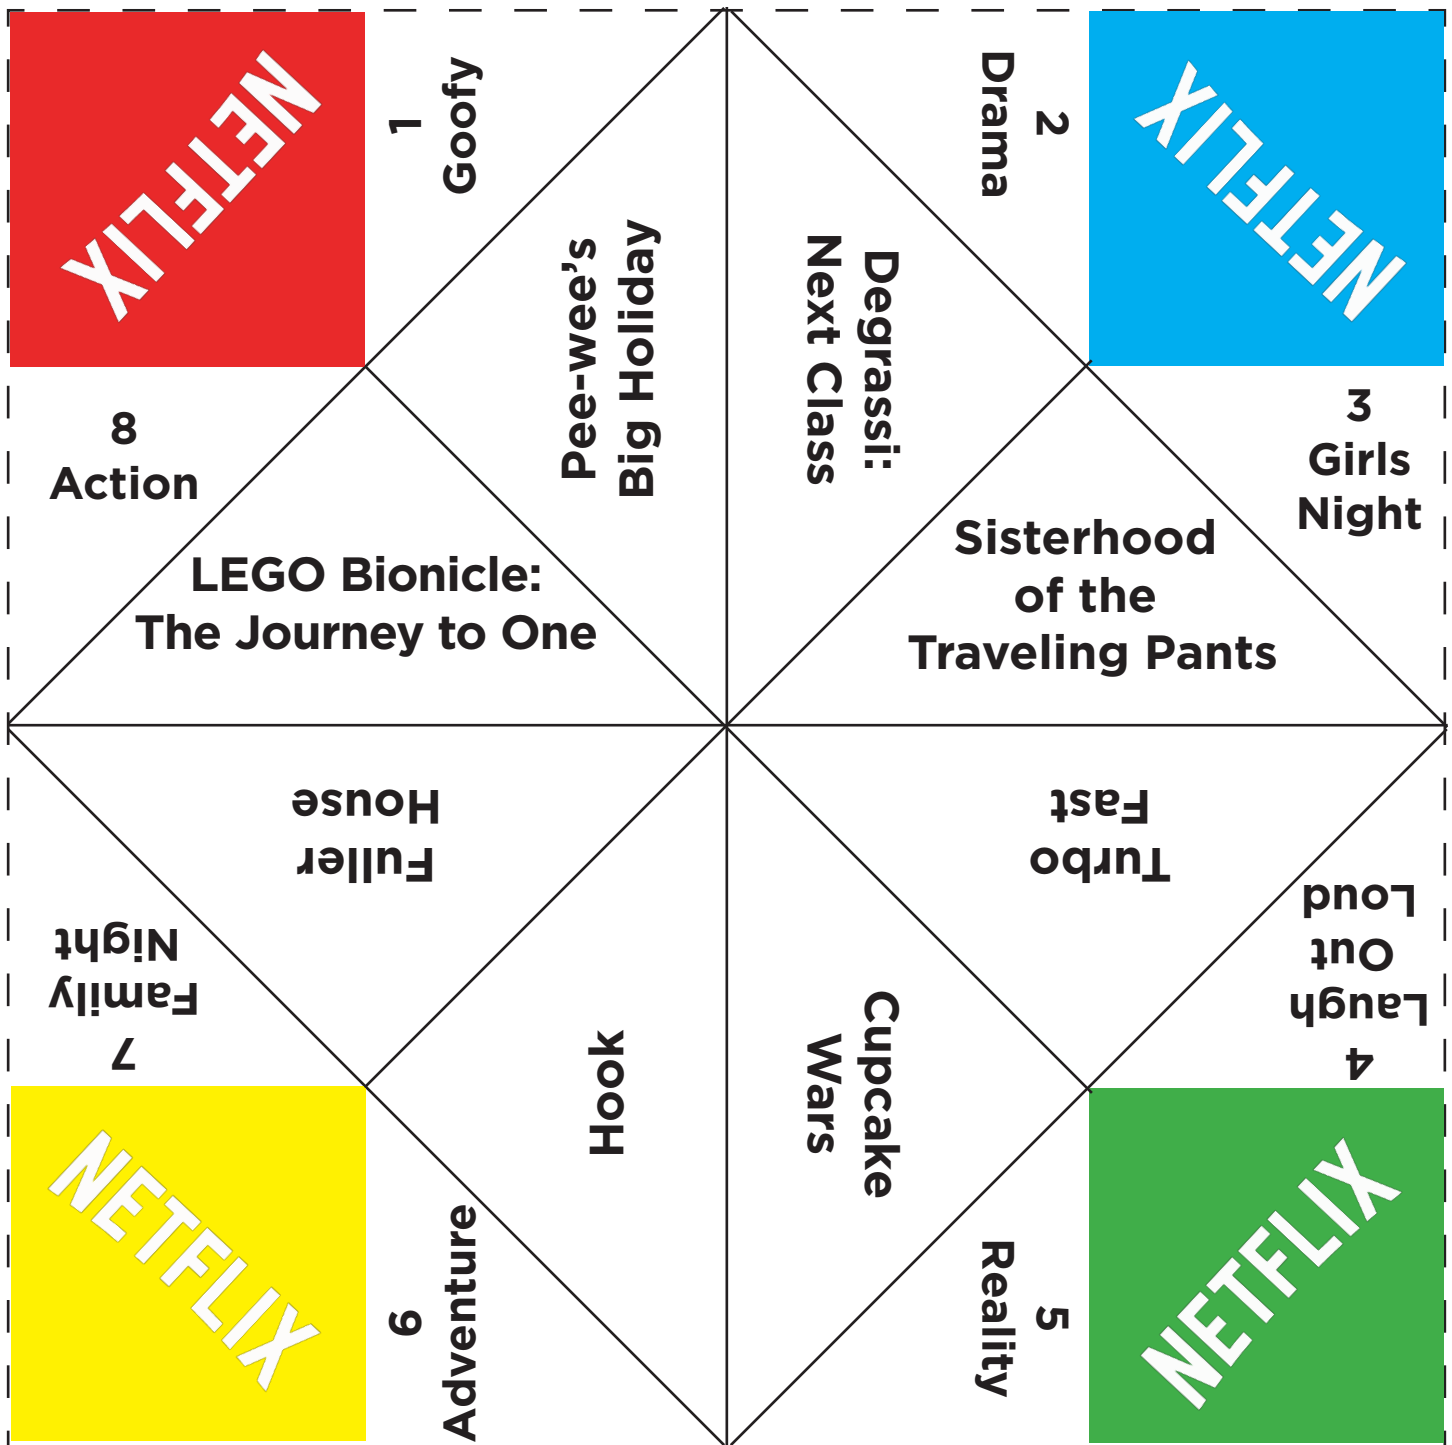 NETFLIX
1
Goofy
Pee-wee's
Big Holiday
2
Drama
Degrassi:
Next Class
NETFLIX
3
Girls
Night
Sisterhood
of the
Traveling Pants
8
Action
LEGO Bionicle:
The Journey to One
4
Laugh
Out
Loud
Turbo
Fast
5
Reality
Cupcake
Wars
NETFLIX
6
Adventure
Hook
7
Family
Night
Fuller
House
NETFLIX